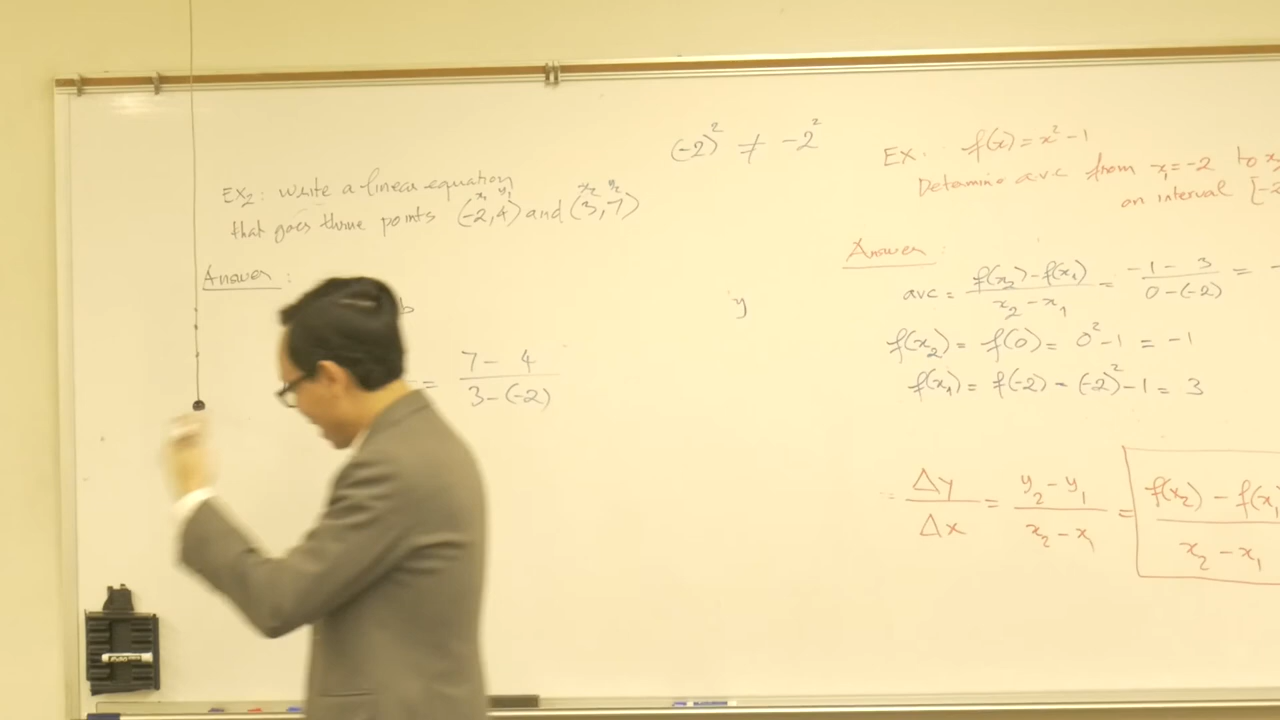 (-2)² ≠ -2²
EX₂: Write a linear equation
that goes throne points (-2,4) and (3,7)
x₁ y₁ x₂ y₂
Answer :
b
= 7 - 4 / 3-(-2)
y
EX. f(x) = x² - 1
Determine avc from x₁ = -2 to x₂
on interval [-2
Answer :
avc = f(x₂) - f(x₁) / x₂ - x₁ = -1 - 3 / 0 - (-2) = -
f(x₂) = f(0) = 0² - 1 = -1
f(x₁) = f(-2) = (-2)² - 1 = 3
= Δy / Δx = y₂ - y₁ / x₂ - x₁ = f(x₂) - f(x₁ / x₂ - x₁